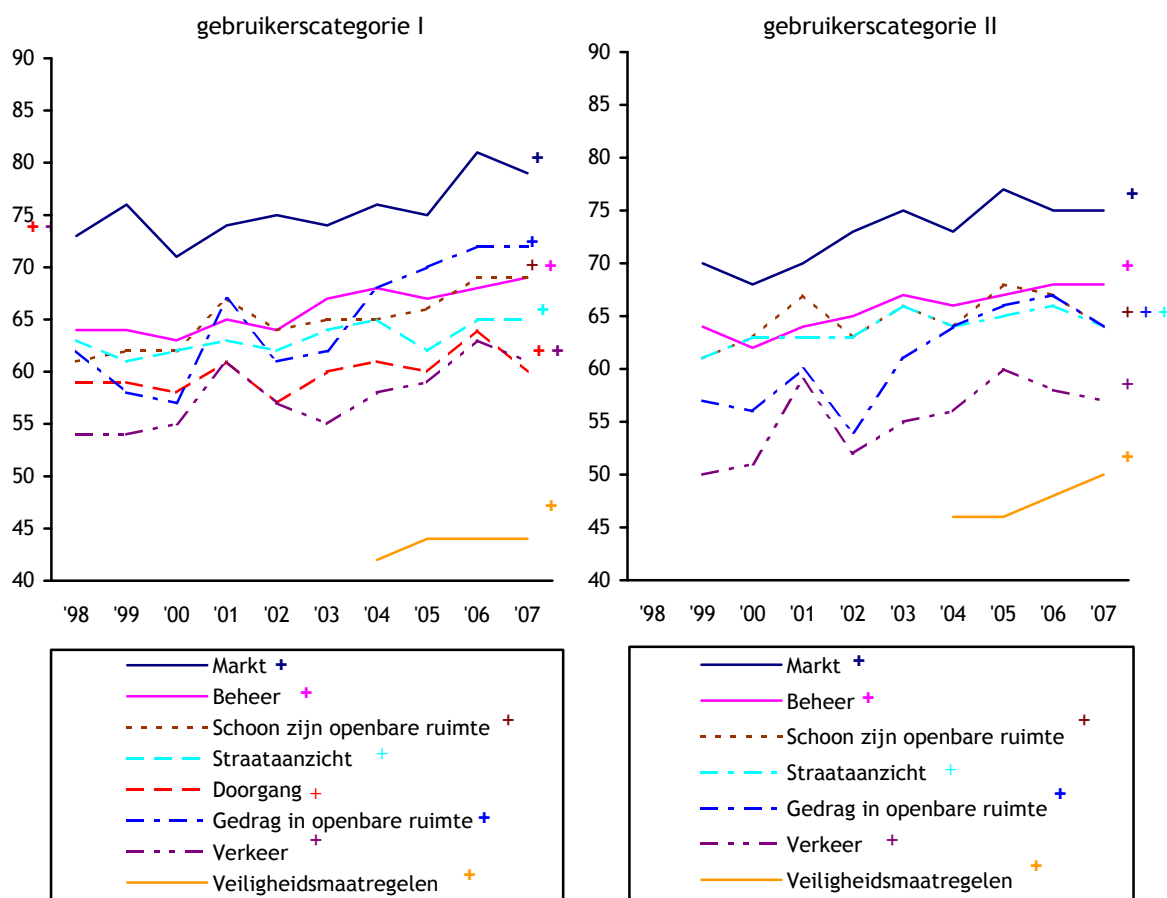 gebruikerscategorie I
90
85
80
75
70
65
60
55
50
45
40
'98 '99 '00 '01 '02 '03 '04 '05 '06 '07
Markt +
Beheer +
Schoon zijn openbare ruimte +
Straataanzicht +
Doorgang +
Gedrag in openbare ruimte +
Verkeer +
Veiligheidsmaatregelen +
gebruikerscategorie II
90
85
80
75
70
65
60
55
50
45
40
'98 '99 '00 '01 '02 '03 '04 '05 '06 '07
Markt +
Beheer +
Schoon zijn openbare ruimte +
Straataanzicht +
Gedrag in openbare ruimte +
Verkeer +
Veiligheidsmaatregelen +